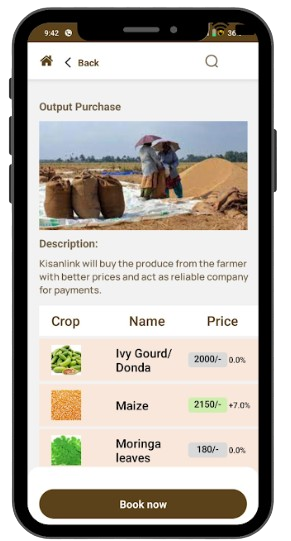 9:42
Back
Output Purchase
Description:
Kisanlink will buy the produce from the farmer
with better prices and act as reliable company
for payments.
Crop Name Price
Ivy Gourd/
Donda
2000/- 0.0%
Maize 2150/- +7.0%
Moringa
leaves
180/- 0.0%
Book now